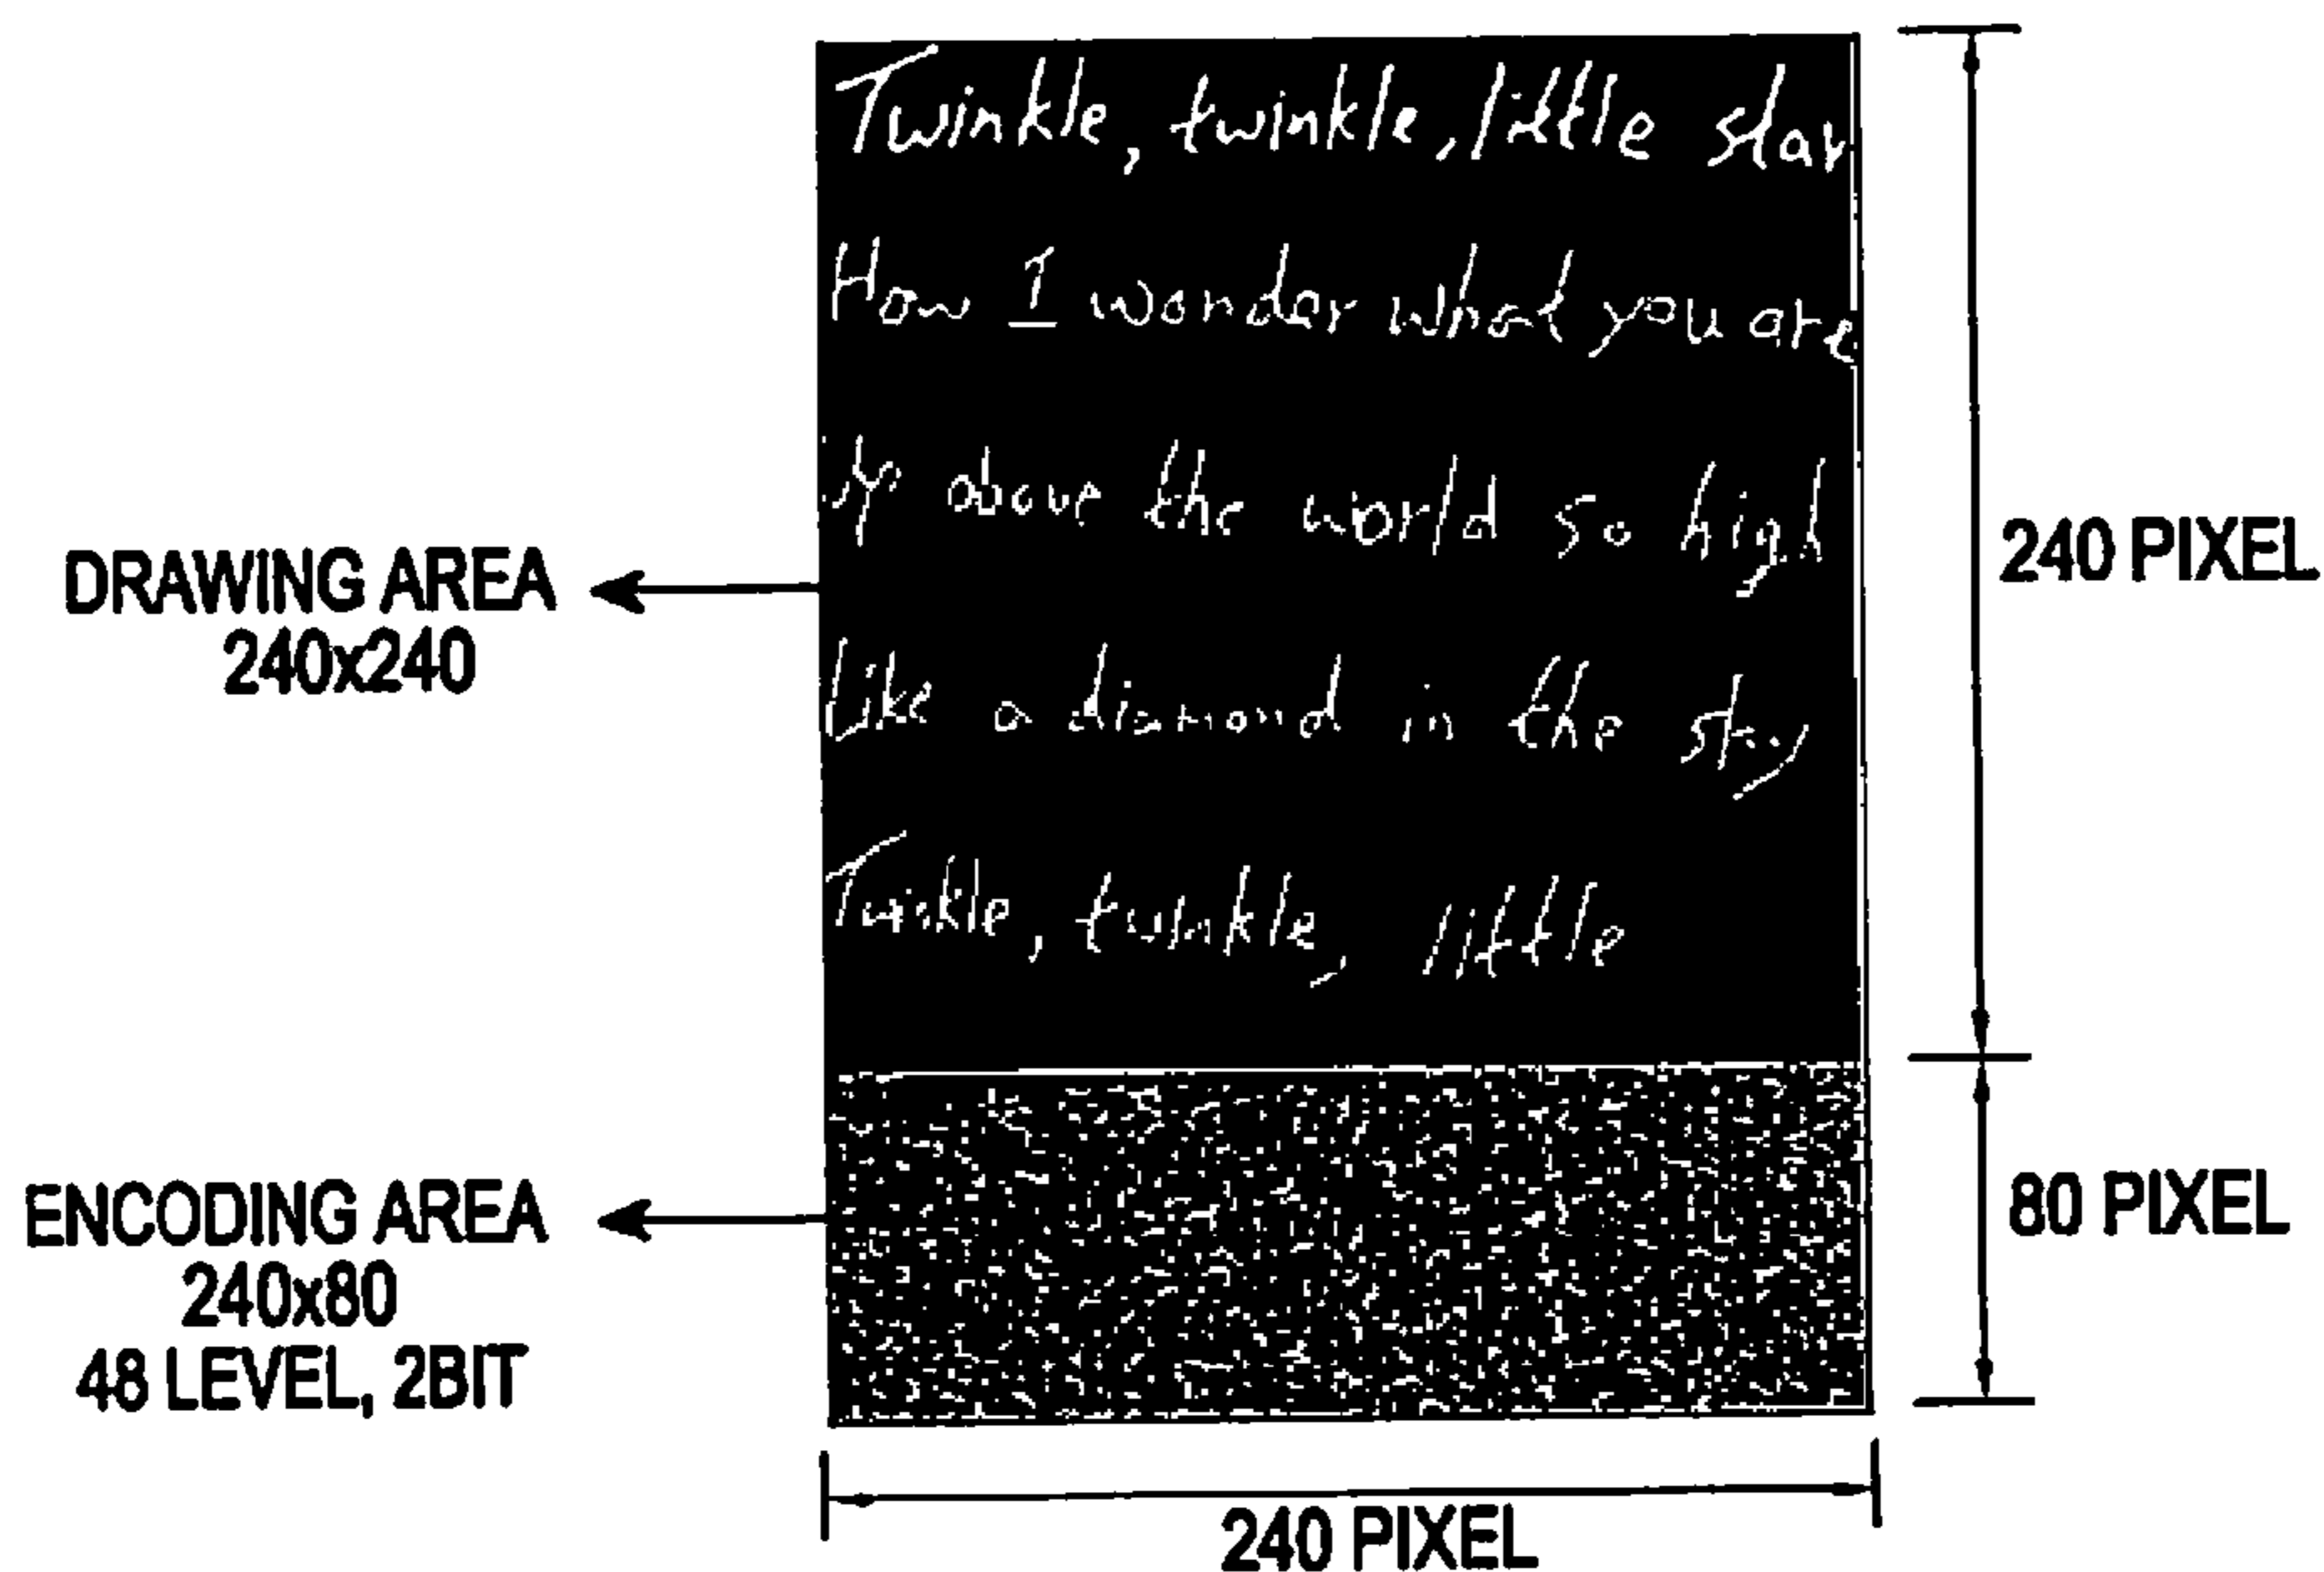 Twinkle, twinkle, little star
How I wonder what you are
Up above the world so high
Like a diamond in the sky
Twinkle, twinkle, little
DRAWING AREA
240x240
ENCODING AREA
240x80
48 LEVEL, 2BIT
240 PIXEL
80 PIXEL
240 PIXEL